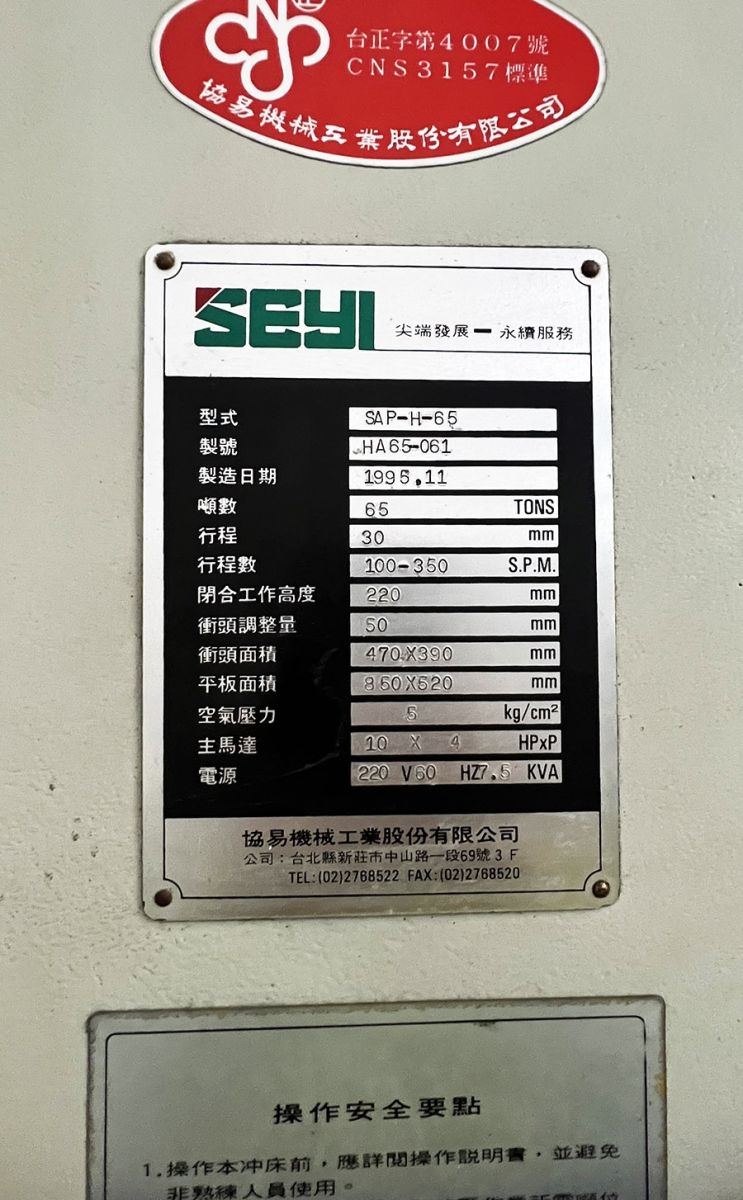 CNS 正
台正字第4007號
CNS3157標準
協易機械工業股份有限公司
SEYI 尖端發展－永續服務
型式 SAP-H-65
製號 HA65-061
製造日期 1995.11
噸數 65 TONS
行程 30 mm
行程數 100-350 S.P.M.
閉合工作高度 220 mm
衝頭調整量 50 mm
衝頭面積 470X390 mm
平板面積 850X520 mm
空氣壓力 5 kg/cm²
主馬達 10 X 4 HPxP
電源 220 V60 HZ7.5 KVA
協易機械工業股份有限公司
公司：台北縣新莊市中山路一段69號3F
TEL:(02)2768522 FAX:(02)2768520
操作安全要點
1.操作本冲床前，應詳閱操作説明書，並避免
非熟練人員使用。